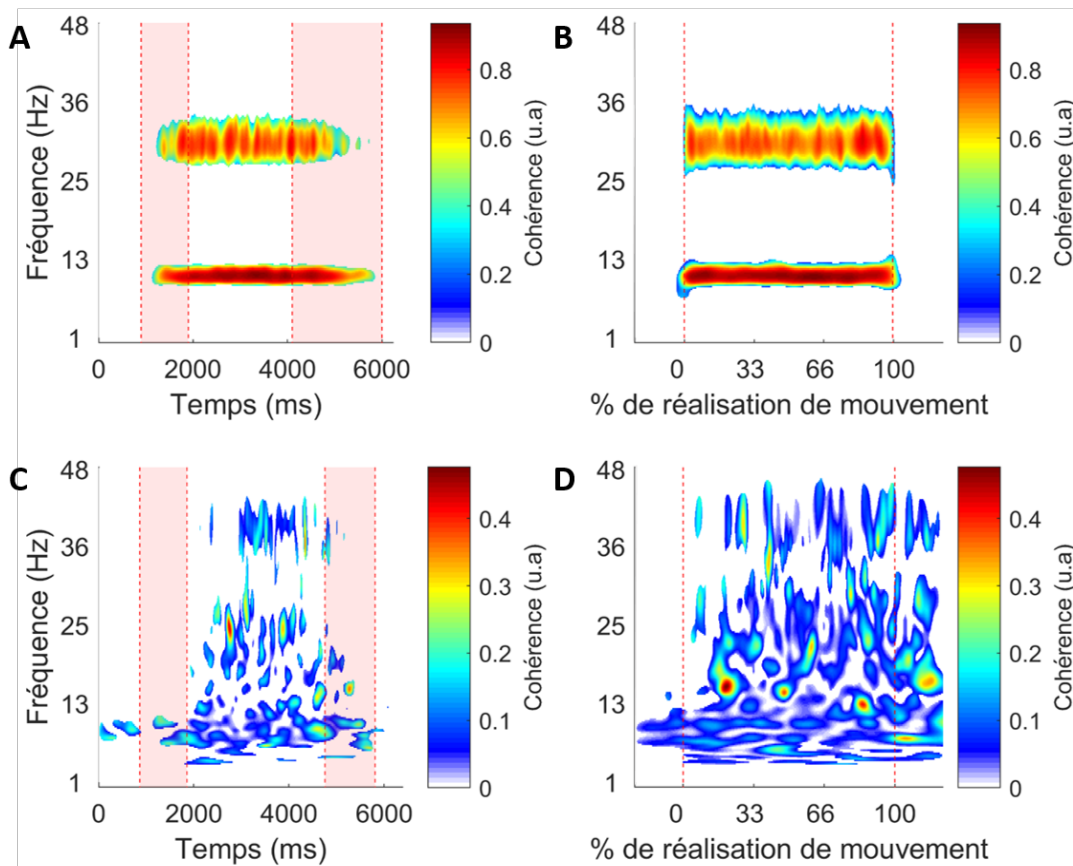 A
48
36
25
13
1
Fréquence (Hz)
0 2000 4000 6000
Temps (ms)
0.8
0.6
0.4
0.2
0
Cohérence (u.a)
B
48
36
25
13
1
0 33 66 100
% de réalisation de mouvement
0.8
0.6
0.4
0.2
0
Cohérence (u.a)
C
48
36
25
13
1
Fréquence (Hz)
0 2000 4000 6000
Temps (ms)
0.4
0.3
0.2
0.1
0
Cohérence (u.a)
D
48
36
25
13
1
0 33 66 100
% de réalisation de mouvement
0.4
0.3
0.2
0.1
0
Cohérence (u.a)